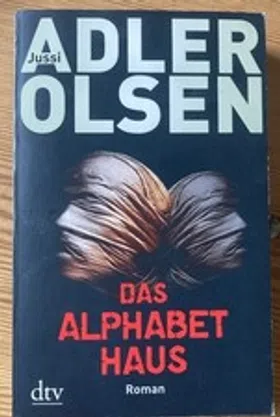 Jussi
ADLER
OLSEN
DAS
ALPHABET
HAUS
Roman
dtv